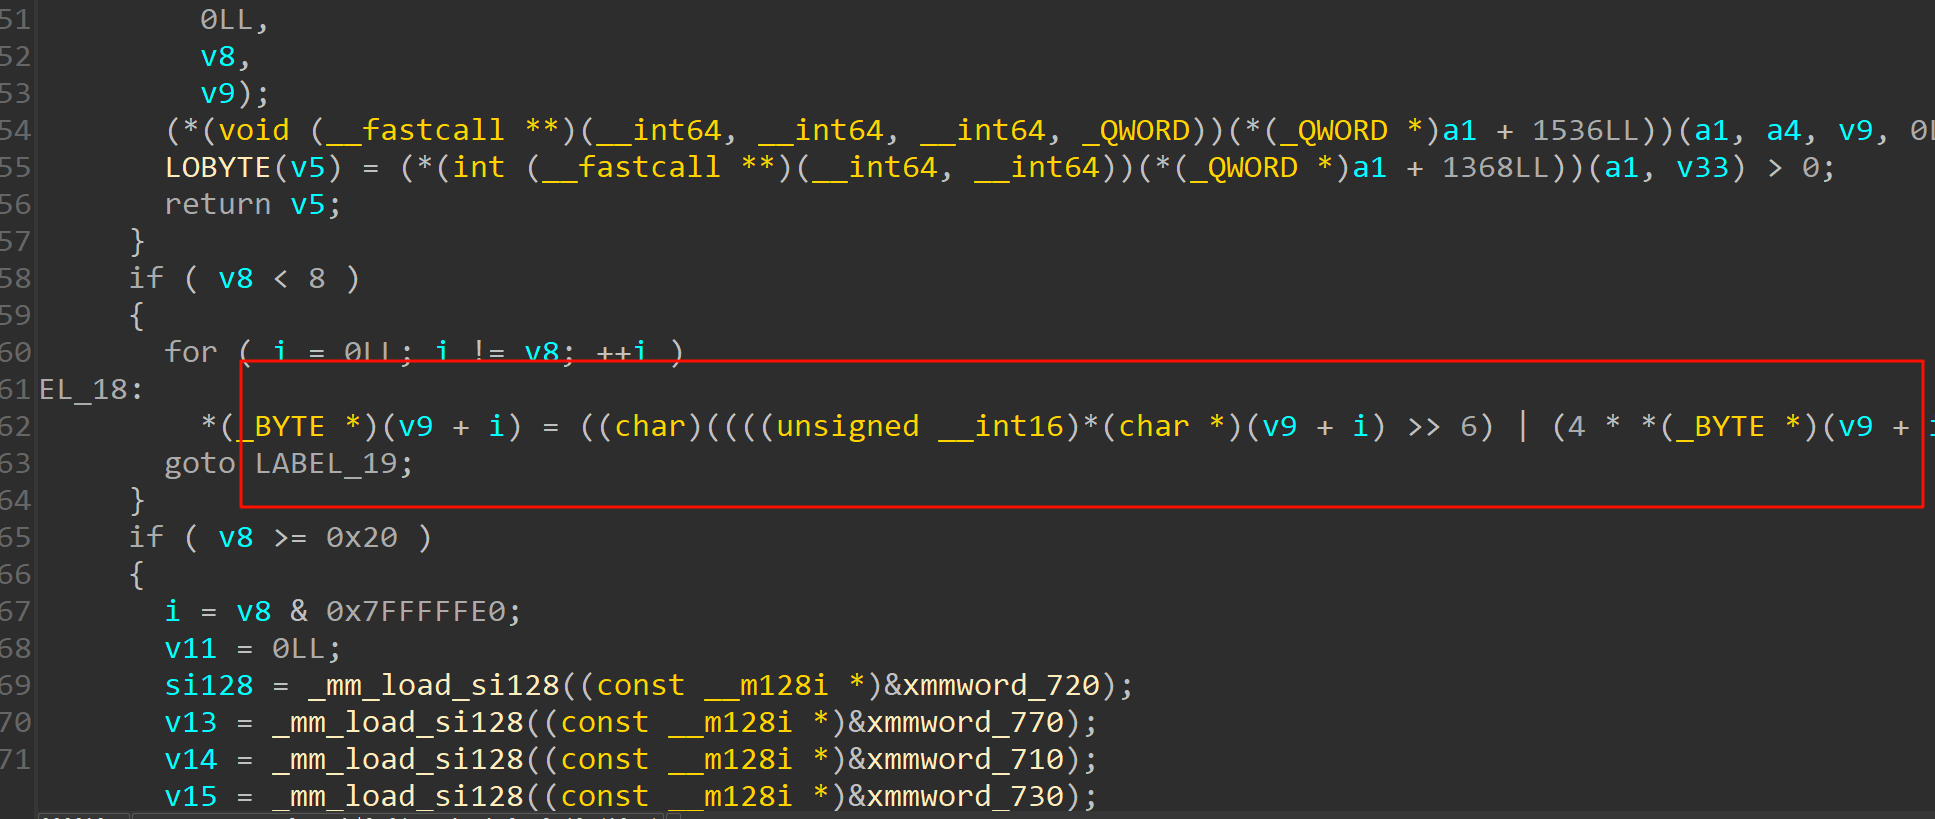 51 0LL,
52 v8,
53 v9);
54 (*(void (__fastcall **)(__int64, __int64, __int64, _QWORD))(*(_QWORD *)a1 + 1536LL))(a1, a4, v9, 0L
55 LOBYTE(v5) = (*(int (__fastcall **)(__int64, __int64))(*(_QWORD *)a1 + 1368LL))(a1, v33) > 0;
56 return v5;
57 }
58 if ( v8 < 8 )
59 {
60 for ( i = 0LL; i != v8; ++i )
61 EL_18:
62 *(_BYTE *)(v9 + i) = ((char)((((unsigned __int16)*(char *)(v9 + i) >> 6) | (4 * *(_BYTE *)(v9 + i
63 goto LABEL_19;
64 }
65 if ( v8 >= 0x20 )
66 {
67 i = v8 & 0x7FFFFFE0;
68 v11 = 0LL;
69 si128 = _mm_load_si128((const __m128i *)&xmmword_720);
70 v13 = _mm_load_si128((const __m128i *)&xmmword_770);
71 v14 = _mm_load_si128((const __m128i *)&xmmword_710);
v15 = _mm_load_si128((const __m128i *)&xmmword_730);